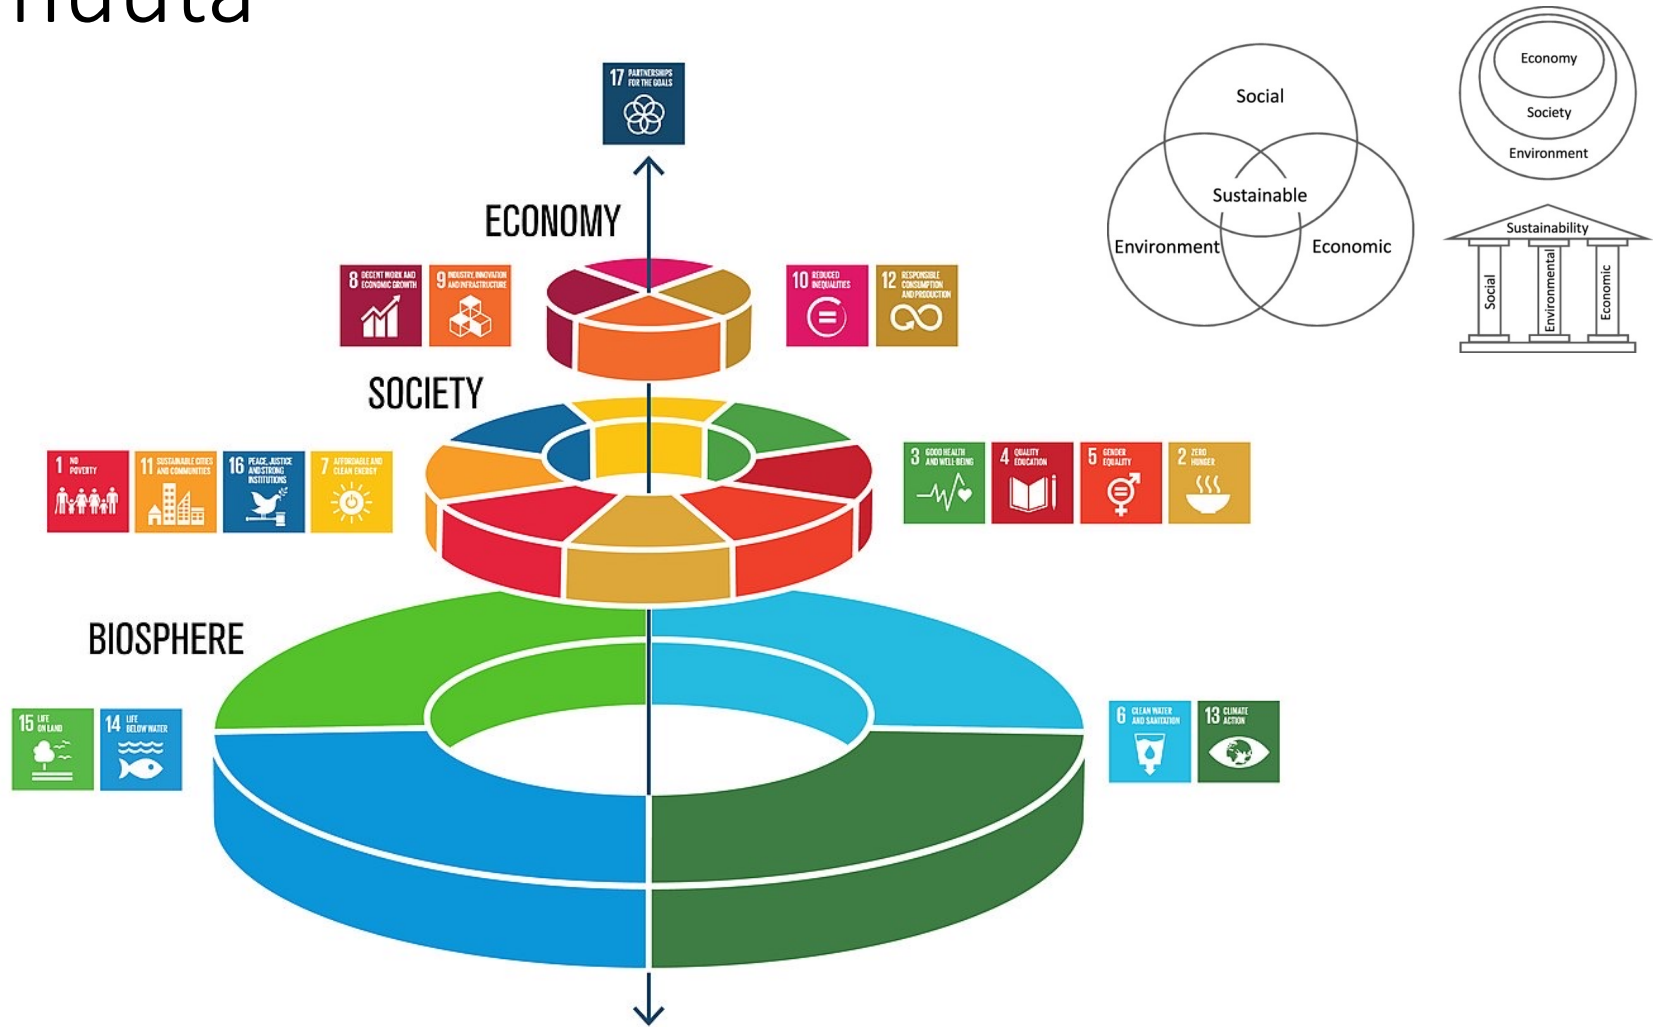 17 PARTNERSHIPS
FOR THE GOALS
ECONOMY
8 DECENT WORK AND
ECONOMIC GROWTH
9 INDUSTRY, INNOVATION
AND INFRASTRUCTURE
10 REDUCED
INEQUALITIES
12 RESPONSIBLE
CONSUMPTION
AND PRODUCTION
SOCIETY
1 NO
POVERTY
11 SUSTAINABLE CITIES
AND COMMUNITIES
16 PEACE, JUSTICE
AND STRONG
INSTITUTIONS
7 AFFORDABLE AND
CLEAN ENERGY
3 GOOD HEALTH
AND WELL-BEING
4 QUALITY
EDUCATION
5 GENDER
EQUALITY
2 ZERO
HUNGER
BIOSPHERE
15 LIFE
ON LAND
14 LIFE
BELOW WATER
6 CLEAN WATER
AND SANITATION
13 CLIMATE
ACTION
Social
Sustainable
Environment
Economic
Economy
Society
Environment
Sustainability
Social
Environmental
Economic